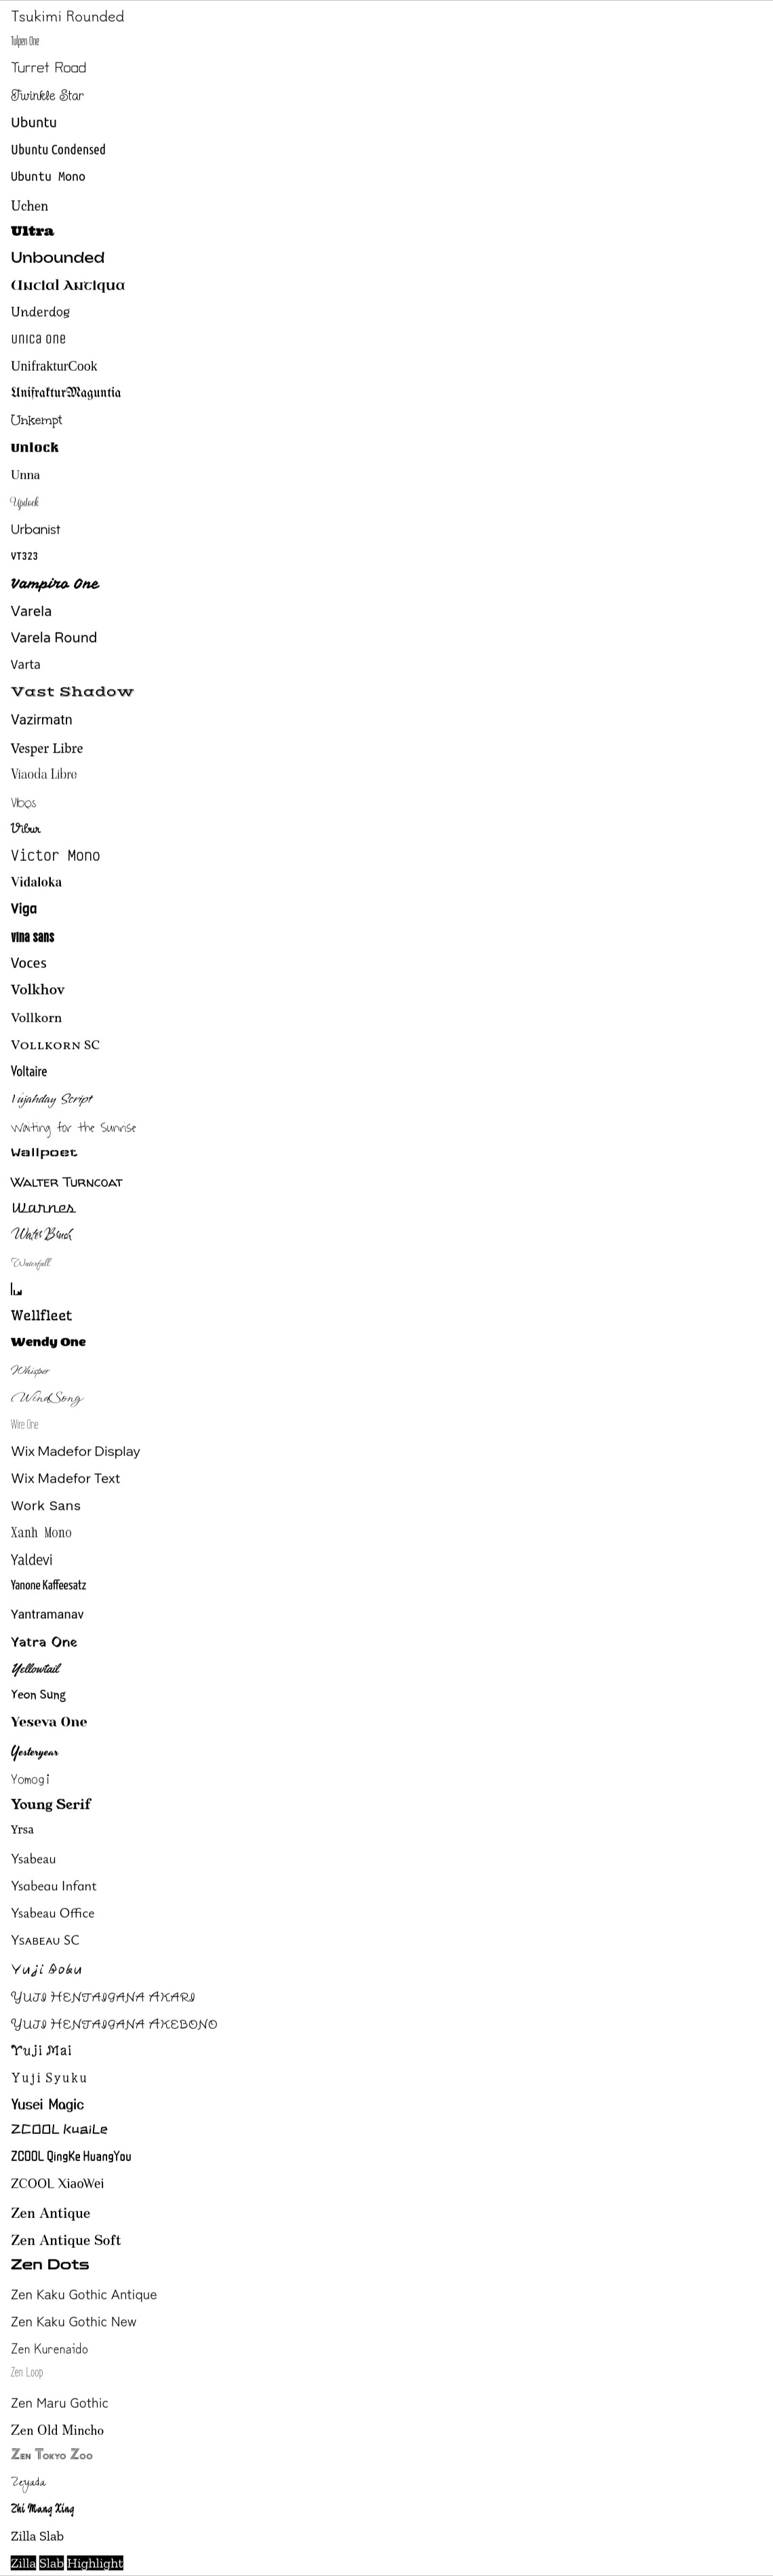 Tsukimi Rounded
Tulpen One
Turret Road
Twinkle Star
Ubuntu
Ubuntu Condensed
Ubuntu Mono
Uchen
Ultra
Unbounded
Uncial Antiqua
Underdog
Unica One
UnifrakturCook
UnifrakturMaguntia
Unkempt
Unlock
Unna
Updock
Urbanist
VT323
Vampiro One
Varela
Varela Round
Varta
Vast Shadow
Vazirmatn
Vesper Libre
Viaoda Libre
Vibes
Vibur
Victor Mono
Vidaloka
Viga
Vina Sans
Voces
Volkhov
Vollkorn
Vollkorn SC
Voltaire
Vujahday Script
Waiting for the Sunrise
Wallpoet
Walter Turncoat
Warnes
Water Brush
Waterfall
Wellfleet
Wendy One
Whisper
WindSong
Wire One
Wix Madefor Display
Wix Madefor Text
Work Sans
Xanh Mono
Yaldevi
Yanone Kaffeesatz
Yantramanav
Yatra One
Yellowtail
Yeon Sung
Yeseva One
Yesteryear
Yomogi
Young Serif
Yrsa
Ysabeau
Ysabeau Infant
Ysabeau Office
Ysabeau SC
Yuji Boku
YUJI HENTAIGANA AKARI
YUJI HENTAIGANA AKEBONO
Yuji Mai
Yuji Syuku
Yusei Magic
ZCOOL KuaiLe
ZCOOL QingKe HuangYou
ZCOOL XiaoWei
Zen Antique
Zen Antique Soft
Zen Dots
Zen Kaku Gothic Antique
Zen Kaku Gothic New
Zen Kurenaido
Zen Loop
Zen Maru Gothic
Zen Old Mincho
Zen Tokyo Zoo
Zeyada
Zhi Mang Xing
Zilla Slab
Zilla Slab Highlight